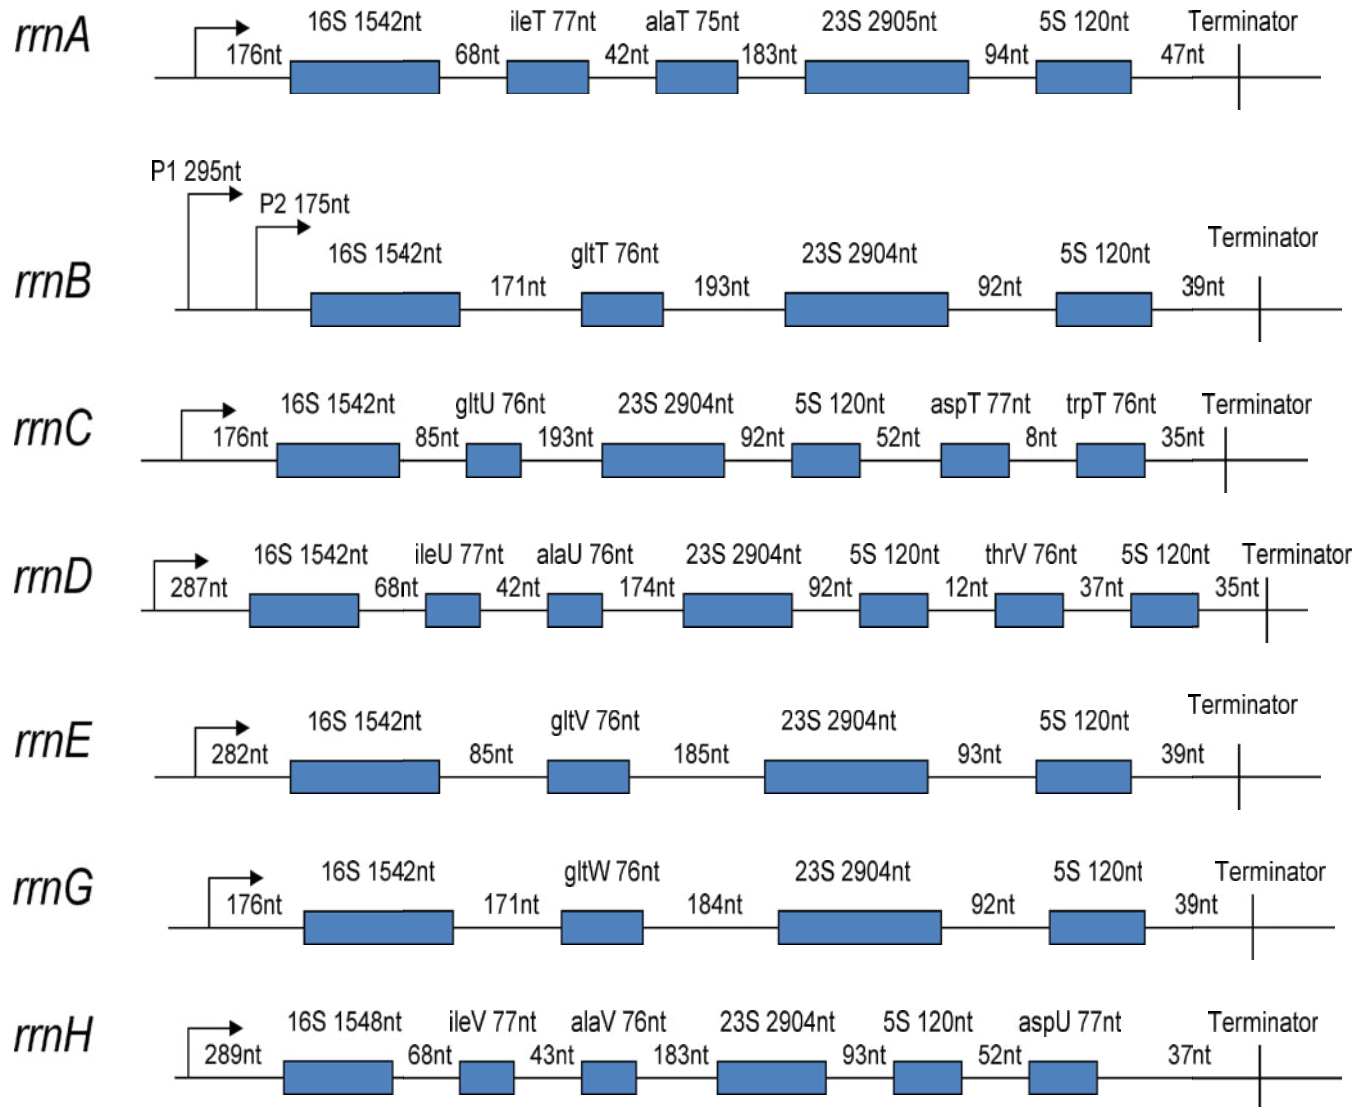 rrnA
16S 1542nt ileT 77nt alaT 75nt 23S 2905nt 5S 120nt Terminator
176nt 68nt 42nt 183nt 94nt 47nt
P1 295nt
P2 175nt
rrnB
Terminator
16S 1542nt gltT 76nt 23S 2904nt 5S 120nt
171nt 193nt 92nt 39nt
rrnC
16S 1542nt gltU 76nt 23S 2904nt 5S 120nt aspT 77nt trpT 76nt Terminator
176nt 85nt 193nt 92nt 52nt 8nt 35nt
rrnD
16S 1542nt ileU 77nt alaU 76nt 23S 2904nt 5S 120nt thrV 76nt 5S 120nt Terminator
287nt 68nt 42nt 174nt 92nt 12nt 37nt 35nt
rrnE
Terminator
16S 1542nt gltV 76nt 23S 2904nt 5S 120nt
282nt 85nt 185nt 93nt 39nt
rrnG
16S 1542nt gltW 76nt 23S 2904nt 5S 120nt Terminator
176nt 171nt 184nt 92nt 39nt
rrnH
16S 1548nt ileV 77nt alaV 76nt 23S 2904nt 5S 120nt aspU 77nt Terminator
289nt 68nt 43nt 183nt 93nt 52nt 37nt